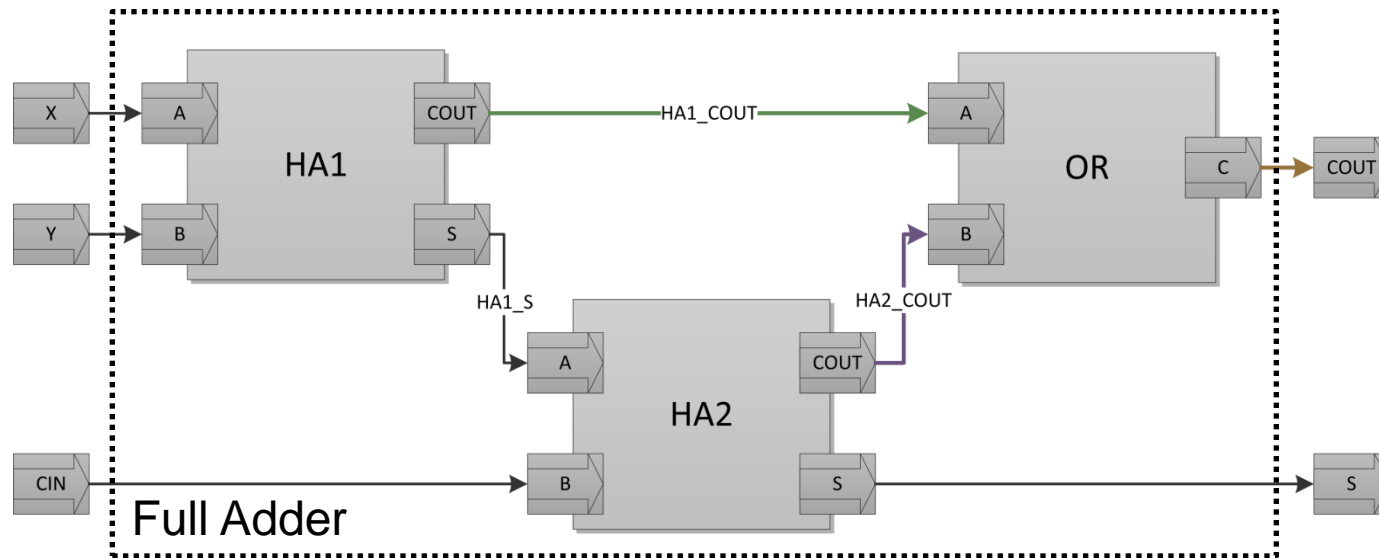 X
A
COUT
HA1_COUT
A
HA1
OR
C
COUT
Y
B
S
B
HA1_S
HA2_COUT
A
COUT
HA2
CIN
B
S
S
Full Adder